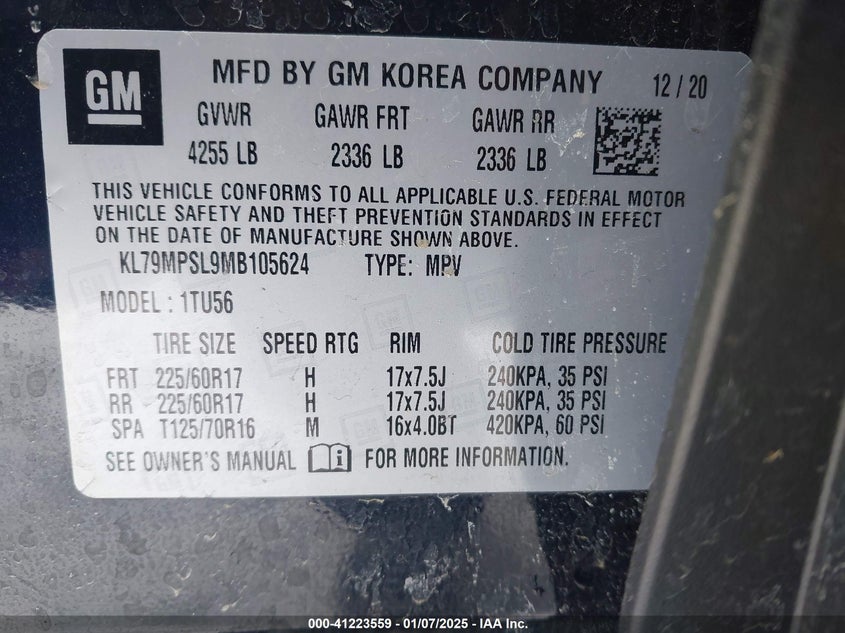 GM MFD BY GM KOREA COMPANY 12 / 20
GVWR GAWR FRT GAWR RR
4255 LB 2336 LB 2336 LB
THIS VEHICLE CONFORMS TO ALL APPLICABLE U.S. FEDERAL MOTOR
VEHICLE SAFETY AND THEFT PREVENTION STANDARDS IN EFFECT
ON THE DATE OF MANUFACTURE SHOWN ABOVE.
KL79MPSL9MB105624 TYPE: MPV
MODEL : 1TU56
TIRE SIZE SPEED RTG RIM COLD TIRE PRESSURE
FRT 225/60R17 H 17x7.5J 240KPA, 35 PSI
RR 225/60R17 H 17x7.5J 240KPA, 35 PSI
SPA T125/70R16 M 16x4.0BT 420KPA, 60 PSI
SEE OWNER'S MANUAL i FOR MORE INFORMATION.
000-41223559 - 01/07/2025 - IAA Inc.